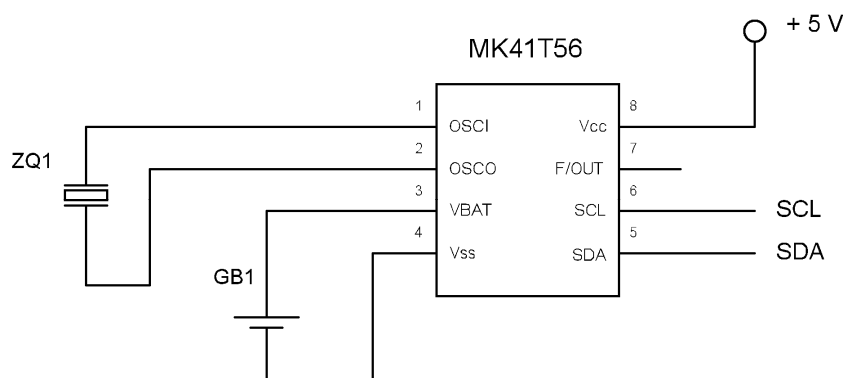 + 5 V
MK41T56
1 OSCI Vcc 8
2 OSCO F/OUT 7
3 VBAT SCL 6 SCL
4 Vss SDA 5 SDA
ZQ1
GB1